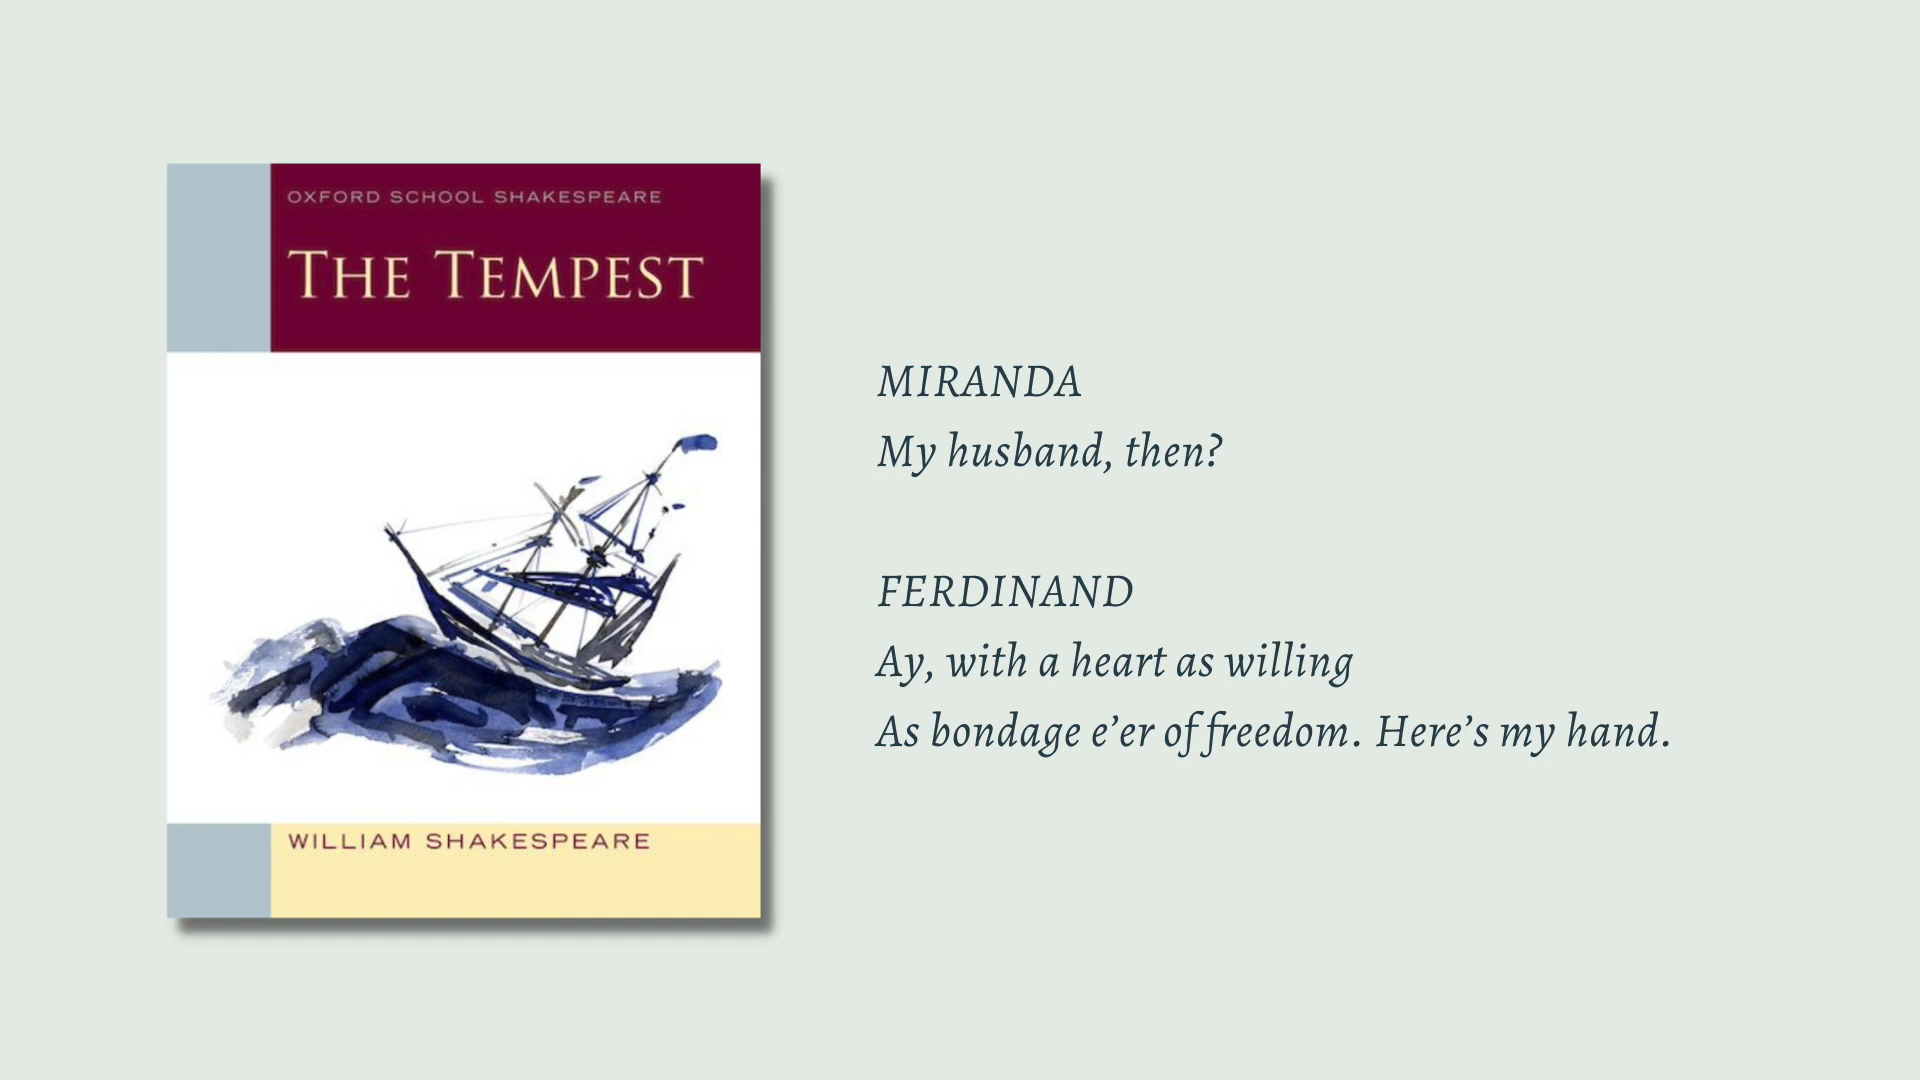 OXFORD SCHOOL SHAKESPEARE
THE TEMPEST
WILLIAM SHAKESPEARE
MIRANDA
My husband, then?
FERDINAND
Ay, with a heart as willing
As bondage e’er of freedom. Here’s my hand.